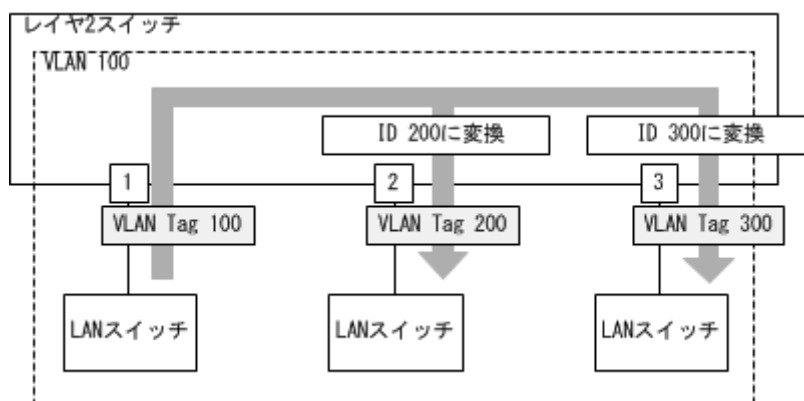 レイヤ2スイッチ
VLAN 100
ID 200に変換
ID 300に変換
1
2
3
VLAN Tag 100
VLAN Tag 200
VLAN Tag 300
LANスイッチ
LANスイッチ
LANスイッチ